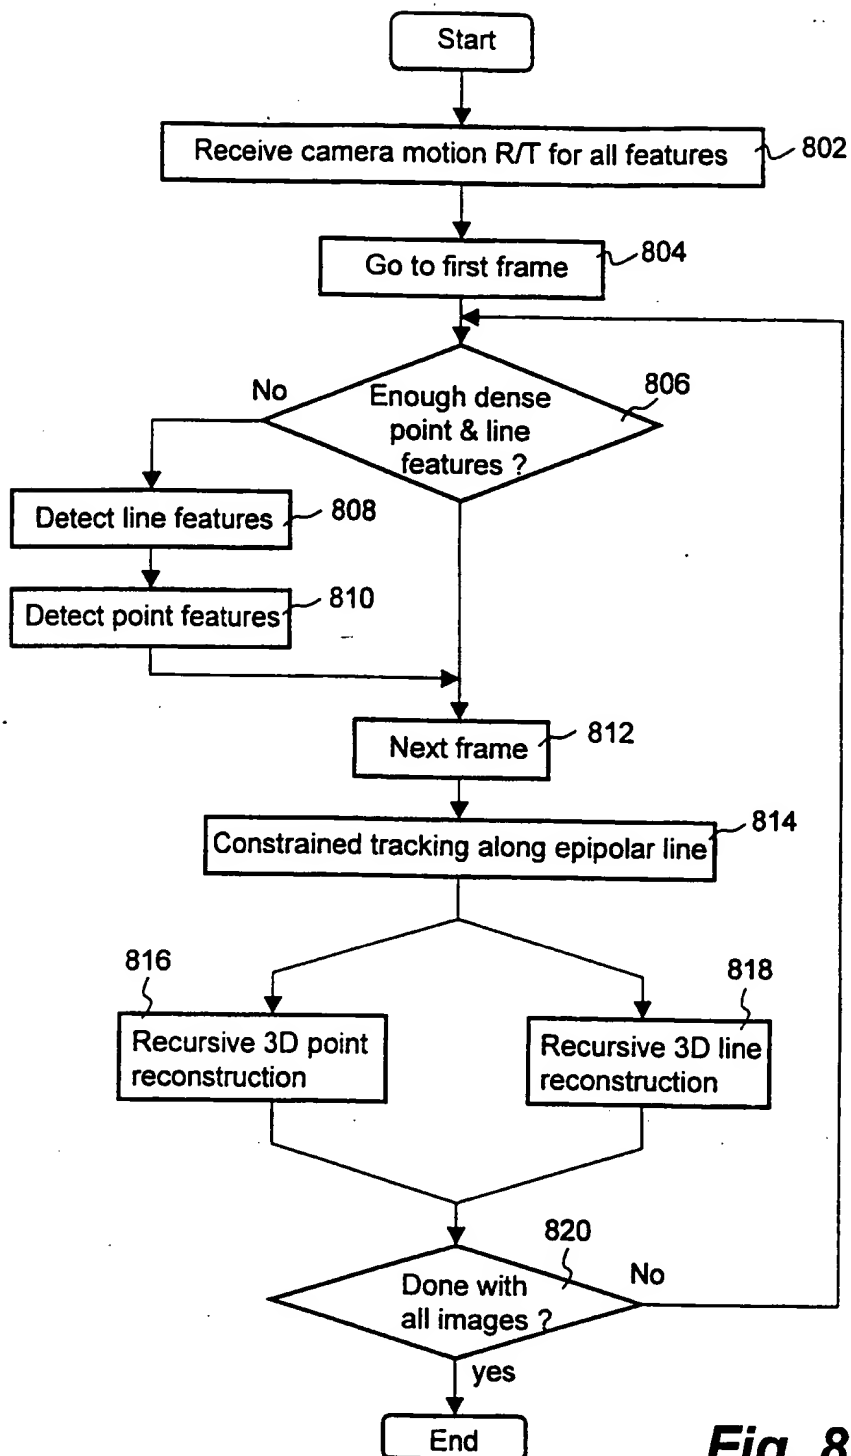 Start
Receive camera motion R/T for all features
802
Go to first frame
804
No
Enough dense
point & line
features ?
806
Detect line features
808
Detect point features
810
Next frame
812
Constrained tracking along epipolar line
814
816
Recursive 3D point
reconstruction
818
Recursive 3D line
reconstruction
820
Done with
all images ?
No
yes
End
Fig. 8